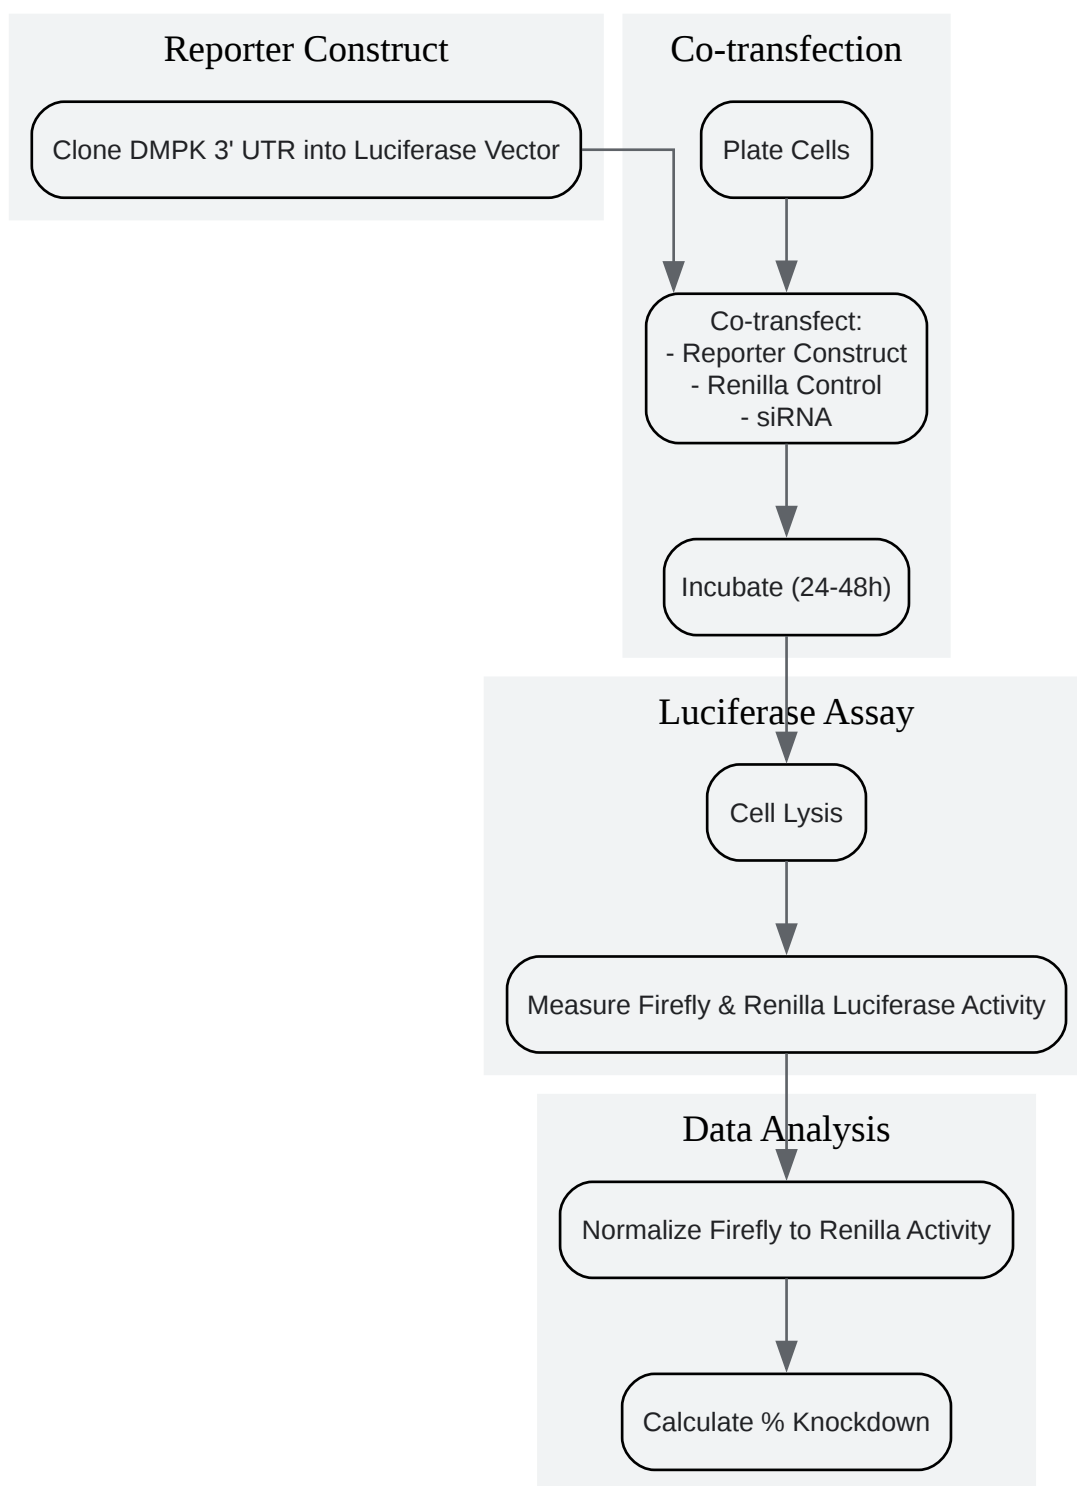 Reporter Construct
Clone DMPK 3' UTR into Luciferase Vector
Co-transfection
Plate Cells
Co-transfect:
- Reporter Construct
- Renilla Control
- siRNA
Incubate (24-48h)
Luciferase Assay
Cell Lysis
Measure Firefly & Renilla Luciferase Activity
Data Analysis
Normalize Firefly to Renilla Activity
Calculate % Knockdown